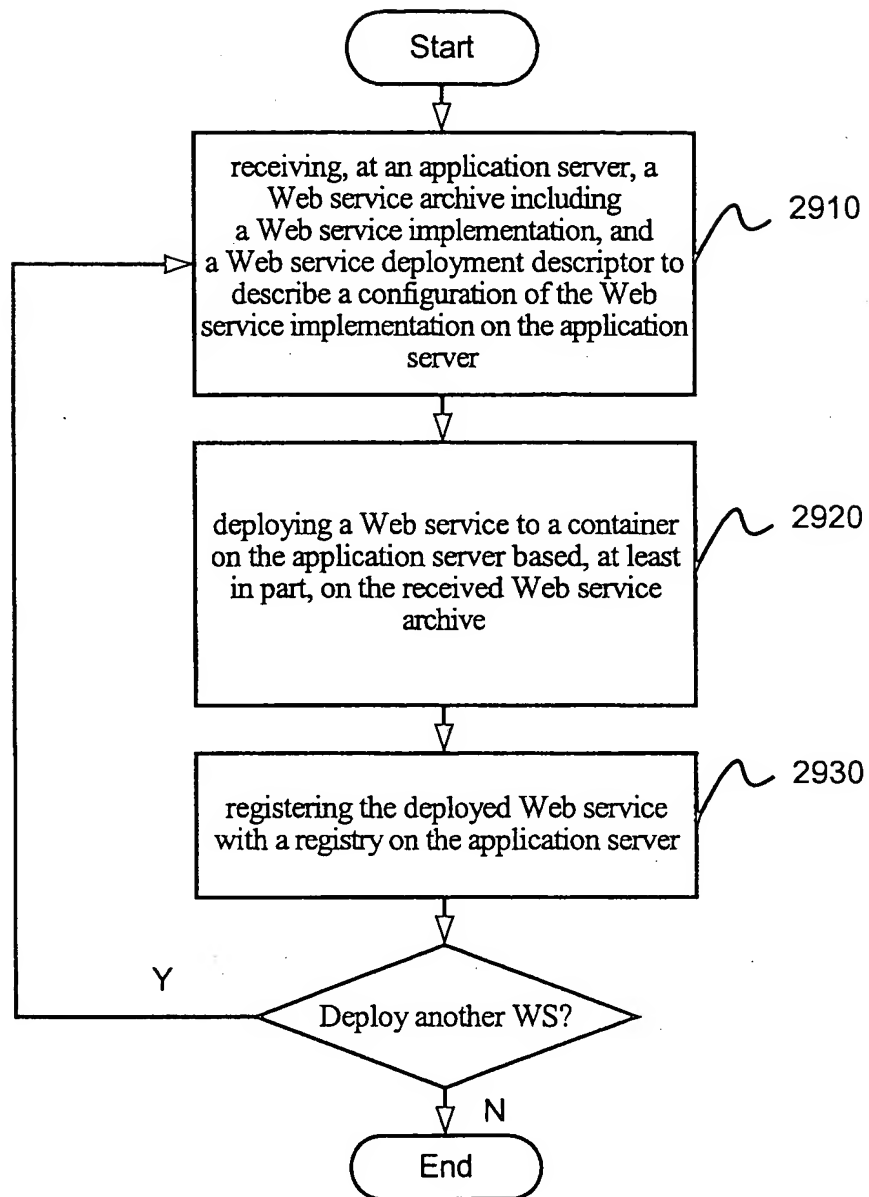 Start
receiving, at an application server, a
Web service archive including
a Web service implementation, and
a Web service deployment descriptor to
describe a configuration of the Web
service implementation on the application
server
2910
deploying a Web service to a container
on the application server based, at least
in part, on the received Web service
archive
2920
registering the deployed Web service
with a registry on the application server
2930
Deploy another WS?
Y
N
End